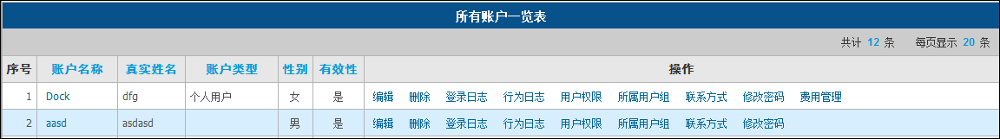 所有账户一览表
共计 12 条 每页显示 20 条
序号 账户名称 真实姓名 账户类型 性别 有效性 操作
1 Dock dfg 个人用户 女 是 编辑 删除 登录日志 行为日志 用户权限 所属用户组 联系方式 修改密码 费用管理
2 aasd asdasd 男 是 编辑 删除 登录日志 行为日志 用户权限 所属用户组 联系方式 修改密码